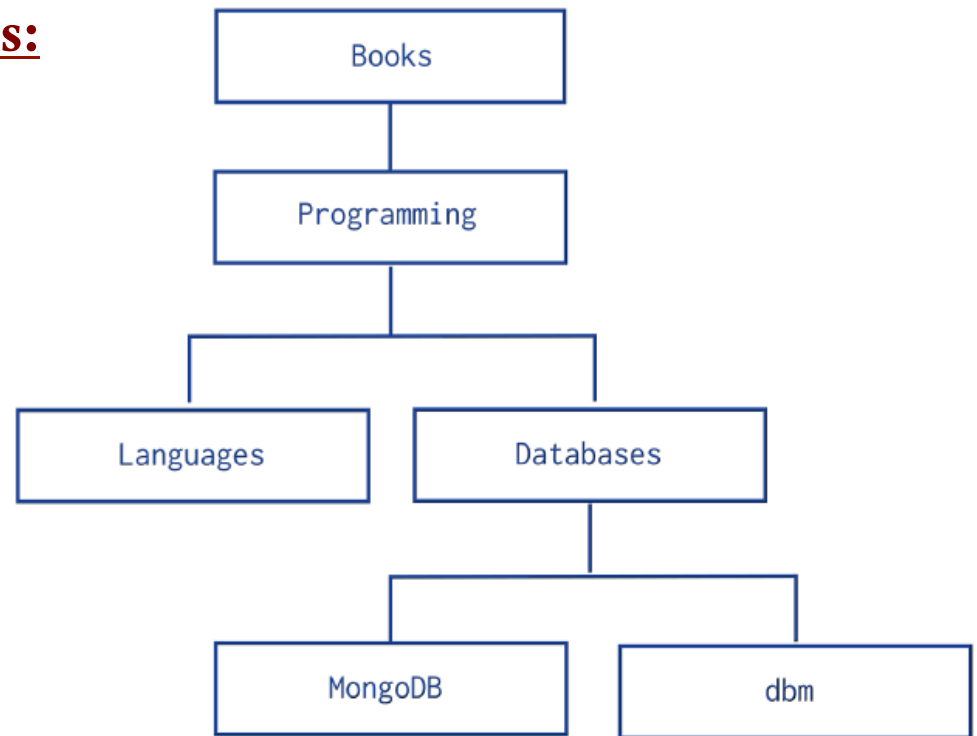 s:
Books
Programming
Languages
Databases
MongoDB
dbm